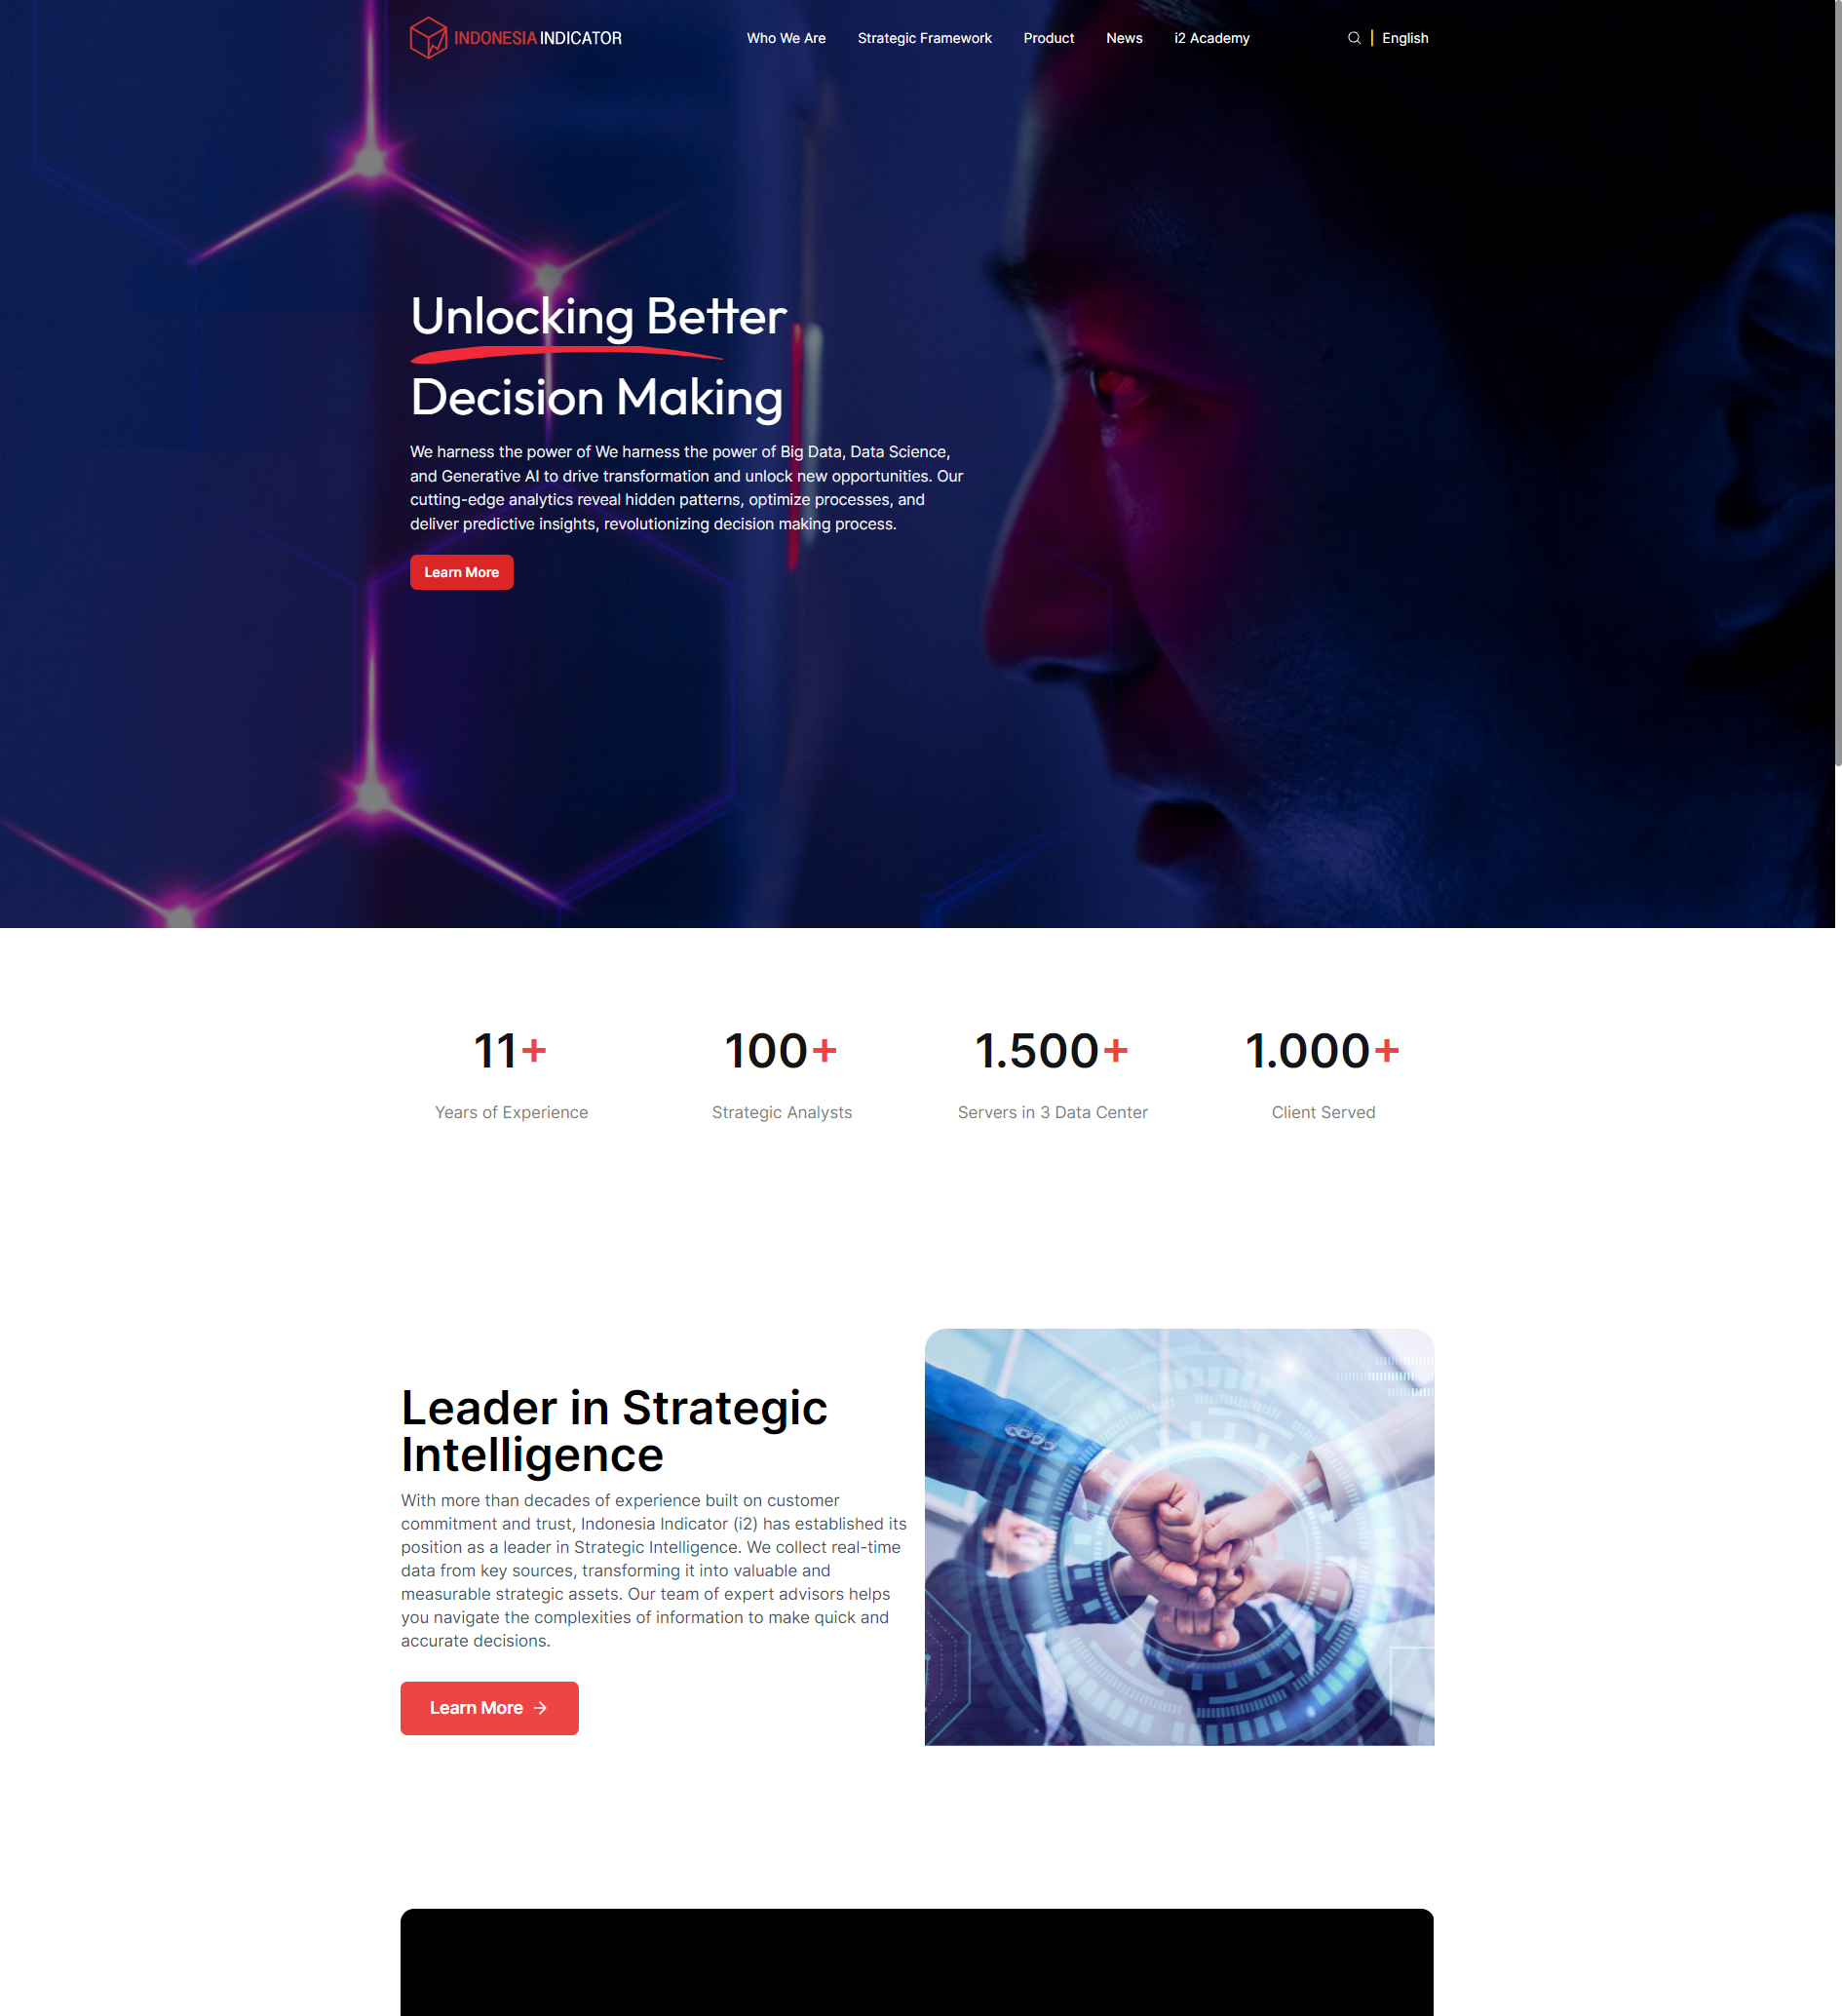 INDONESIA INDICATOR
Who We Are
Strategic Framework
Product
News
i2 Academy
English
Unlocking Better
Decision Making
We harness the power of We harness the power of Big Data, Data Science,
and Generative AI to drive transformation and unlock new opportunities. Our
cutting-edge analytics reveal hidden patterns, optimize processes, and
deliver predictive insights, revolutionizing decision making process.
Learn More
11+
Years of Experience
100+
Strategic Analysts
1.500+
Servers in 3 Data Center
1.000+
Client Served
Leader in Strategic
Intelligence
With more than decades of experience built on customer
commitment and trust, Indonesia Indicator (i2) has established its
position as a leader in Strategic Intelligence. We collect real-time
data from key sources, transforming it into valuable and
measurable strategic assets. Our team of expert advisors helps
you navigate the complexities of information to make quick and
accurate decisions.
Learn More →